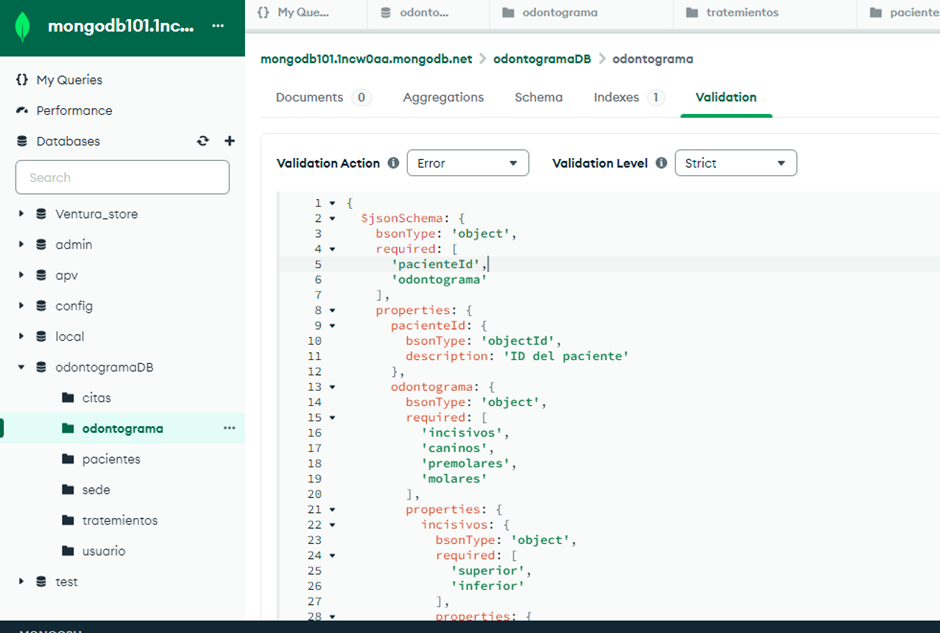 mongodb101.1nc... ...
{} My Que...
odonto...
odontograma
tratemientos
paciente
{} My Queries
Performance
Databases
Search
Ventura_store
admin
apv
config
local
odontogramaDB
citas
odontograma ...
pacientes
sede
tratemientos
usuario
test
mongodb101.1ncw0aa.mongodb.net > odontogramaDB > odontograma
Documents 0 Aggregations Schema Indexes 1 Validation
Validation Action Error Validation Level Strict
1 {
2 $jsonSchema: {
3 bsonType: 'object',
4 required: [
5 'pacienteId',
6 'odontograma'
7 ],
8 properties: {
9 pacienteId: {
10 bsonType: 'objectId',
11 description: 'ID del paciente'
12 },
13 odontograma: {
14 bsonType: 'object',
15 required: [
16 'incisivos',
17 'caninos',
18 'premolares',
19 'molares'
20 ],
21 properties: {
22 incisivos: {
23 bsonType: 'object',
24 required: [
25 'superior',
26 'inferior'
27 ],
28 properties: {
MONGOSH